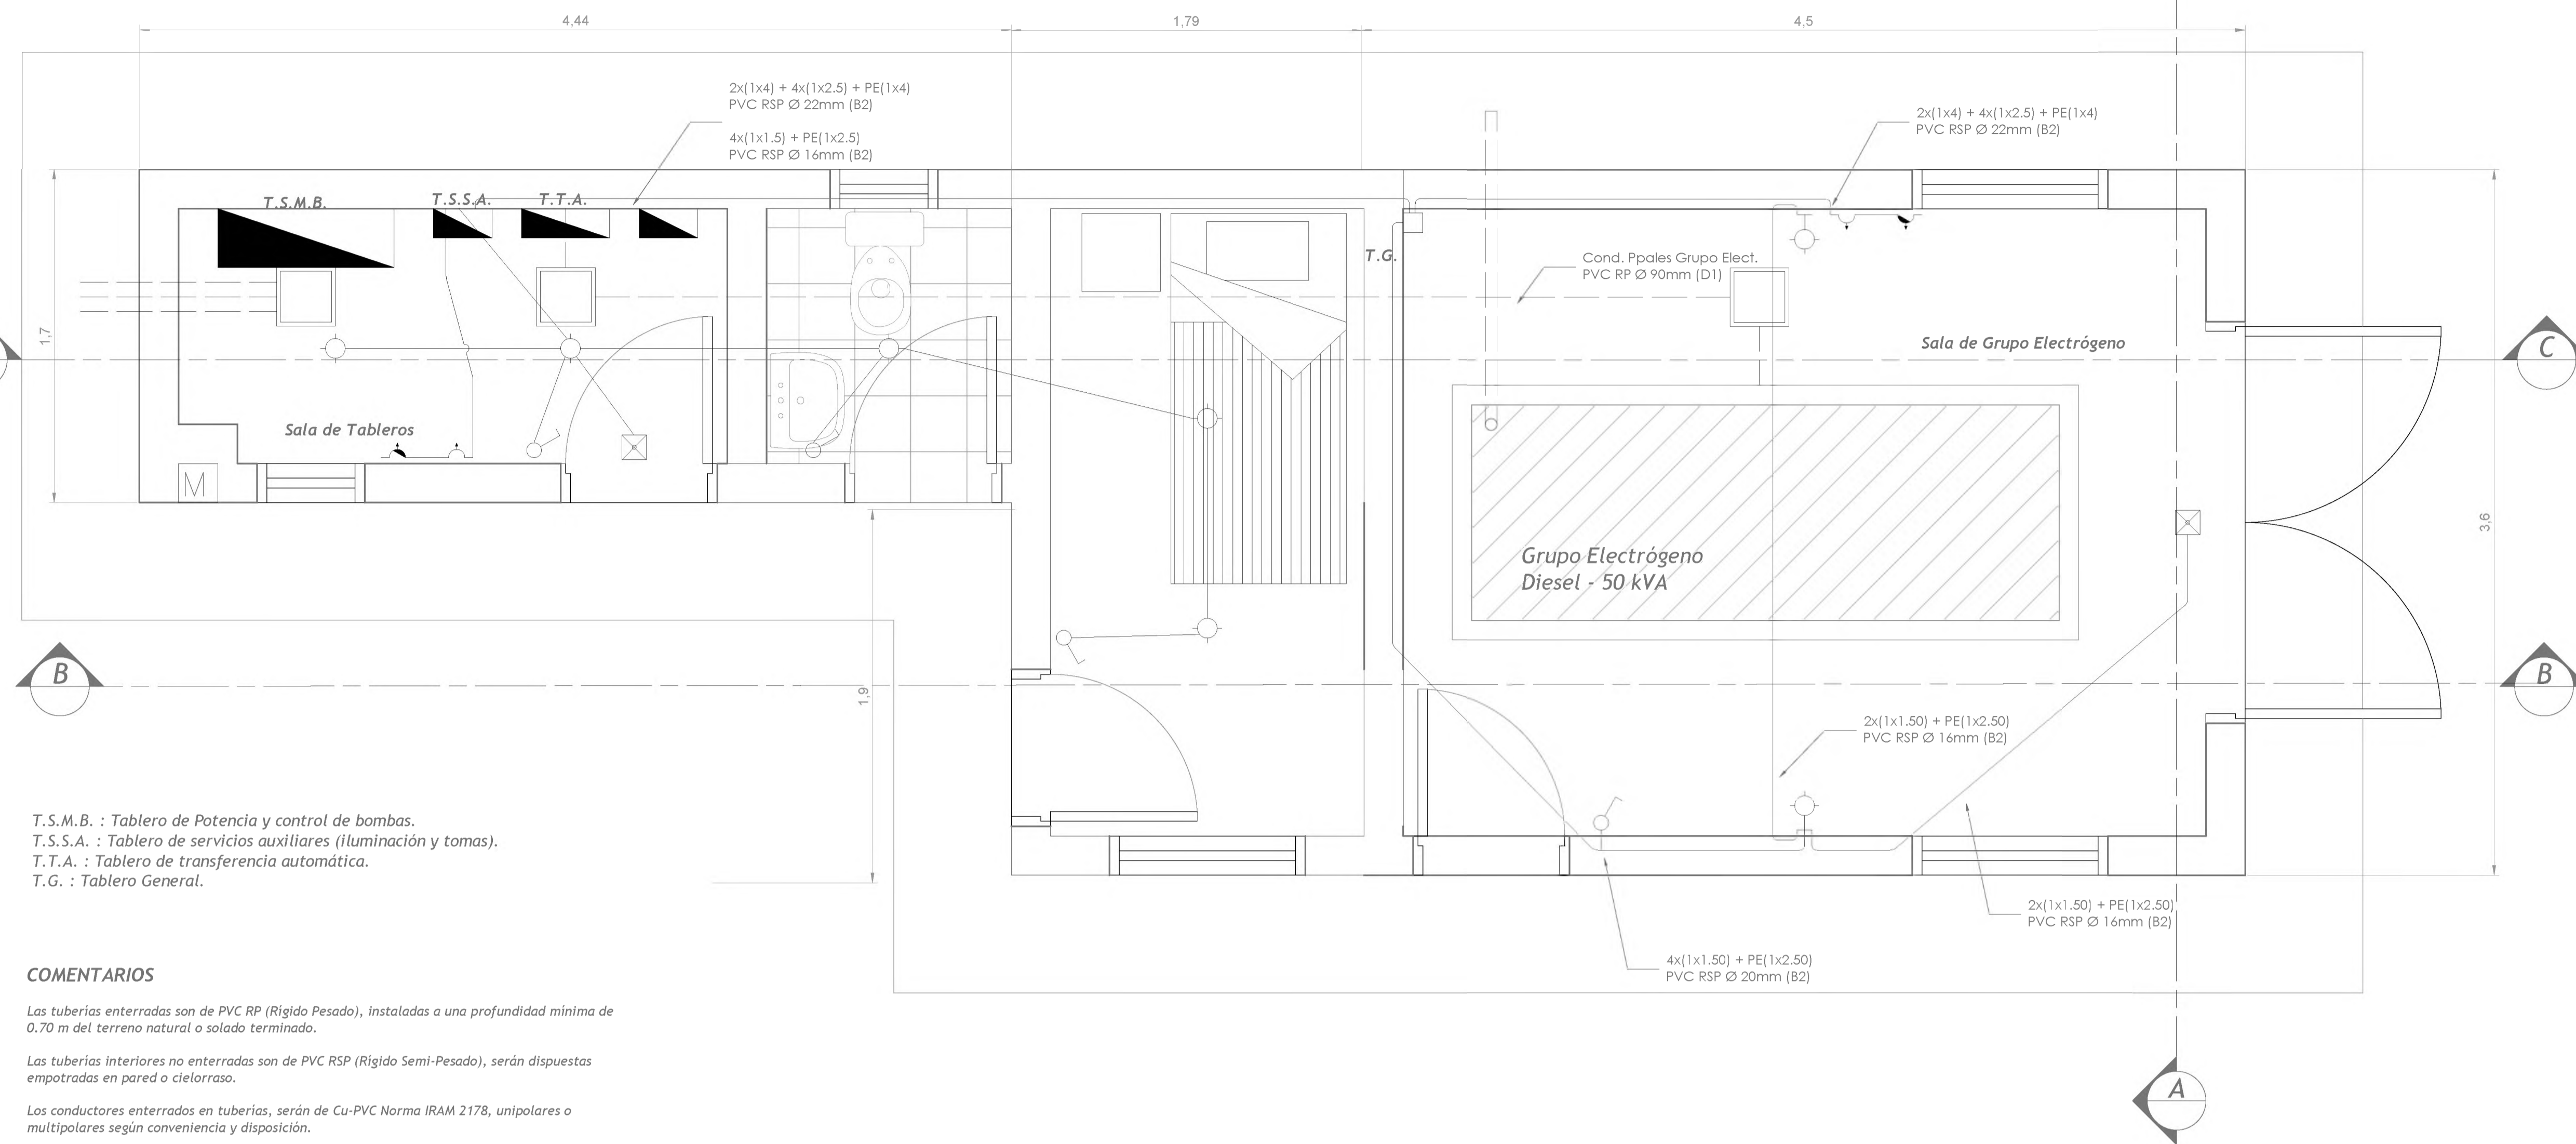 4,44
1,79
4,5
2x(1x4) + 4x(1x2.5) + PE(1x4)
PVC RSP Ø 22mm (B2)
4x(1x1.5) + PE(1x2.5)
PVC RSP Ø 16mm (B2)
2x(1x4) + 4x(1x2.5) + PE(1x4)
PVC RSP Ø 22mm (B2)
T.S.M.B.
T.S.S.A.
T.T.A.
T.G.
Cond. Ppales Grupo Elect.
PVC RP Ø 90mm (D1)
1,7
Sala de Grupo Electrógeno
C
Sala de Tableros
M
3,6
Grupo Electrógeno
Diesel - 50 kVA
B
B
1,9
2x(1x1.50) + PE(1x2.50)
PVC RSP Ø 16mm (B2)
T.S.M.B. : Tablero de Potencia y control de bombas.
T.S.S.A. : Tablero de servicios auxiliares (iluminación y tomas).
T.T.A. : Tablero de transferencia automática.
T.G. : Tablero General.
2x(1x1.50) + PE(1x2.50)
PVC RSP Ø 16mm (B2)
4x(1x1.50) + PE(1x2.50)
PVC RSP Ø 20mm (B2)
COMENTARIOS
Las tuberías enterradas son de PVC RP (Rígido Pesado), instaladas a una profundidad mínima de
0.70 m del terreno natural o solado terminado.
Las tuberías interiores no enterradas son de PVC RSP (Rígido Semi-Pesado), serán dispuestas
empotradas en pared o cielorraso.
Los conductores enterrados en tuberías, serán de Cu-PVC Norma IRAM 2178, unipolares o
multipolares según conveniencia y disposición.
A